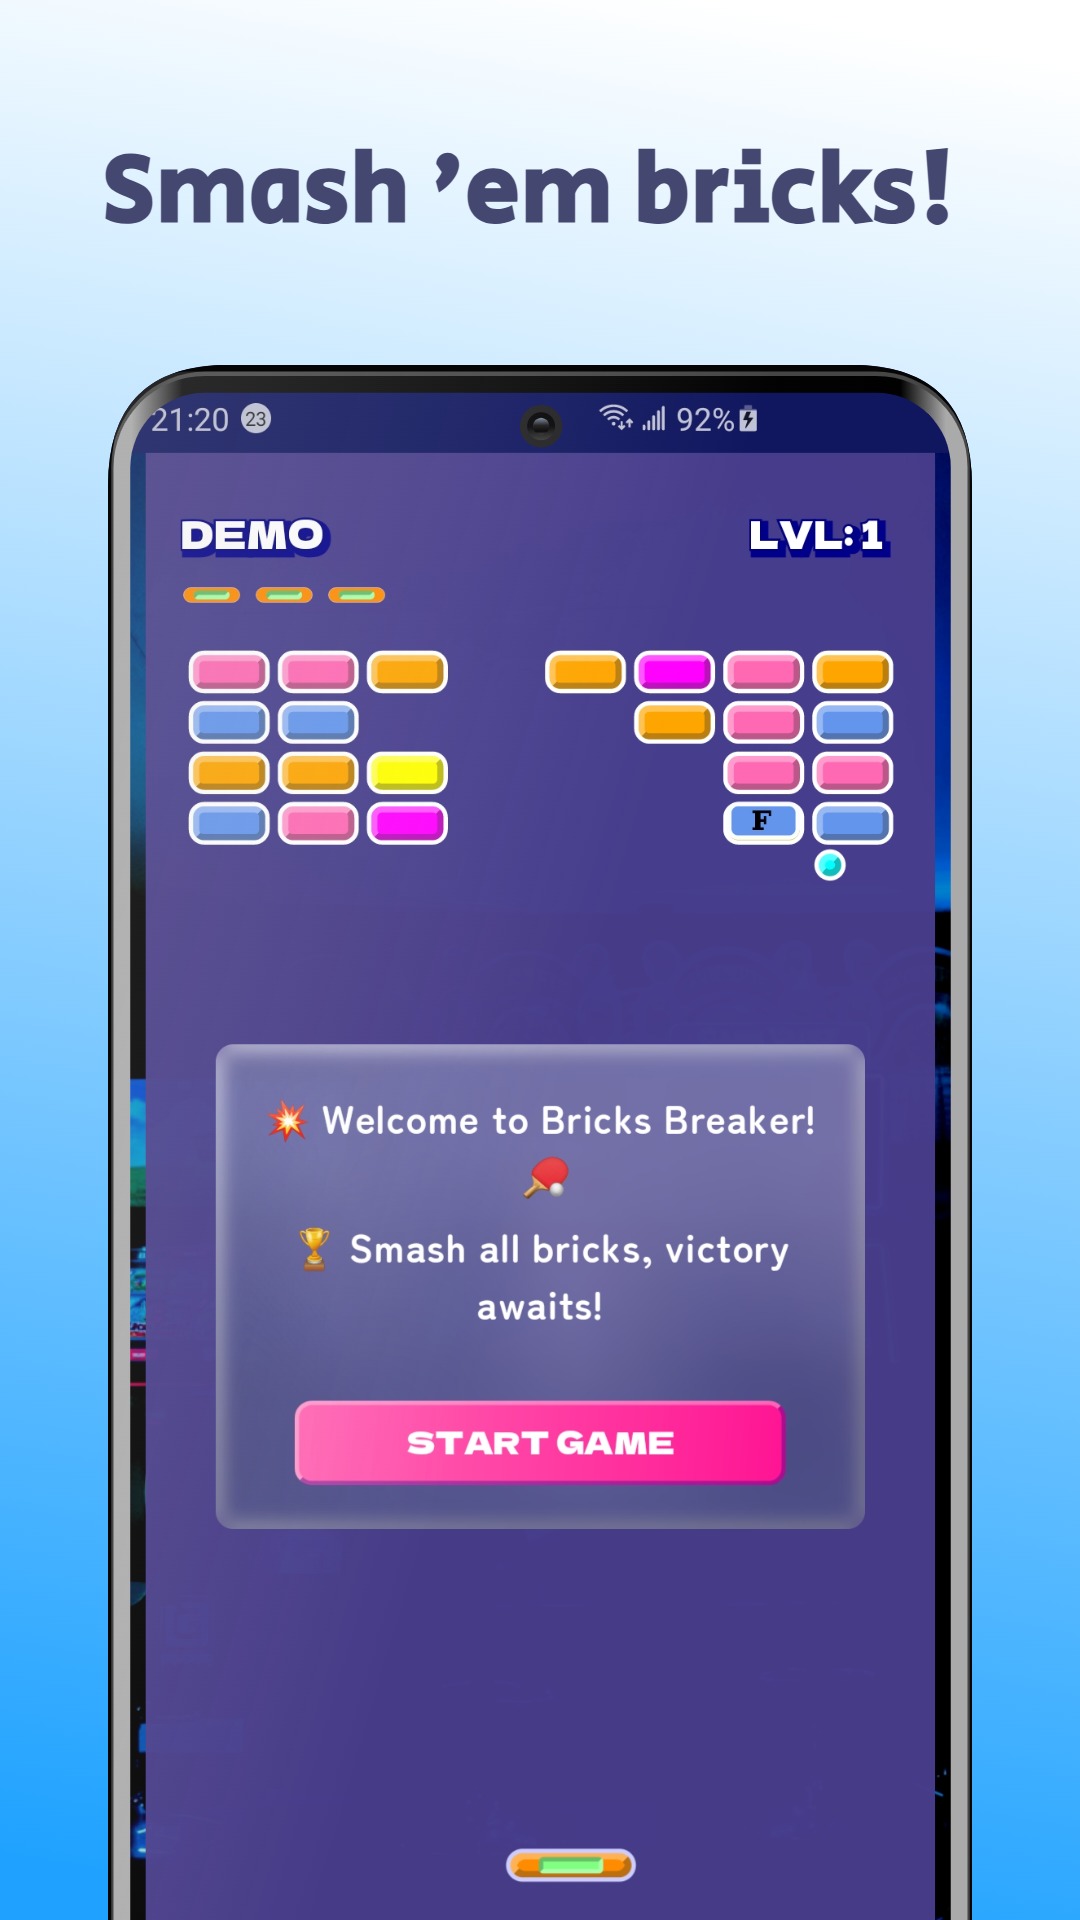 Smash ’em bricks!
21:20 23 92%
DEMO LVL:1
F
💥 Welcome to Bricks Breaker!
🏓
🏆 Smash all bricks, victory
awaits!
START GAME